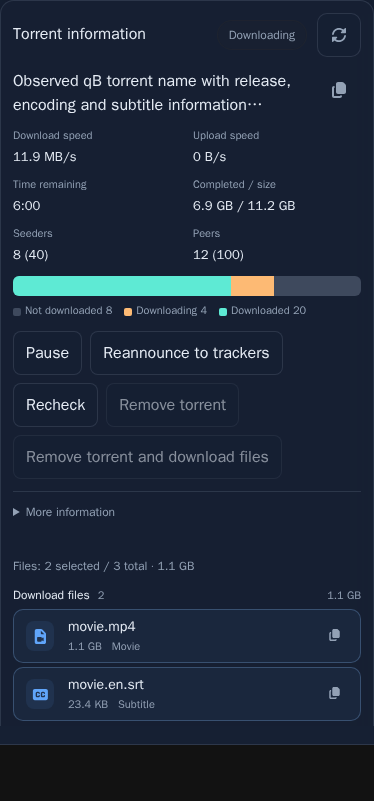 Torrent information
Downloading
Observed qB torrent name with release,
encoding and subtitle information···
Download speed
Upload speed
11.9 MB/s
0 B/s
Time remaining
Completed / size
6:00
6.9 GB / 11.2 GB
Seeders
Peers
8 (40)
12 (100)
Not downloaded 8
Downloading 4
Downloaded 20
Pause
Reannounce to trackers
Recheck
Remove torrent
Remove torrent and download files
More information
Files: 2 selected / 3 total · 1.1 GB
Download files 2
1.1 GB
movie.mp4
1.1 GB Movie
CC
movie.en.srt
23.4 KB Subtitle